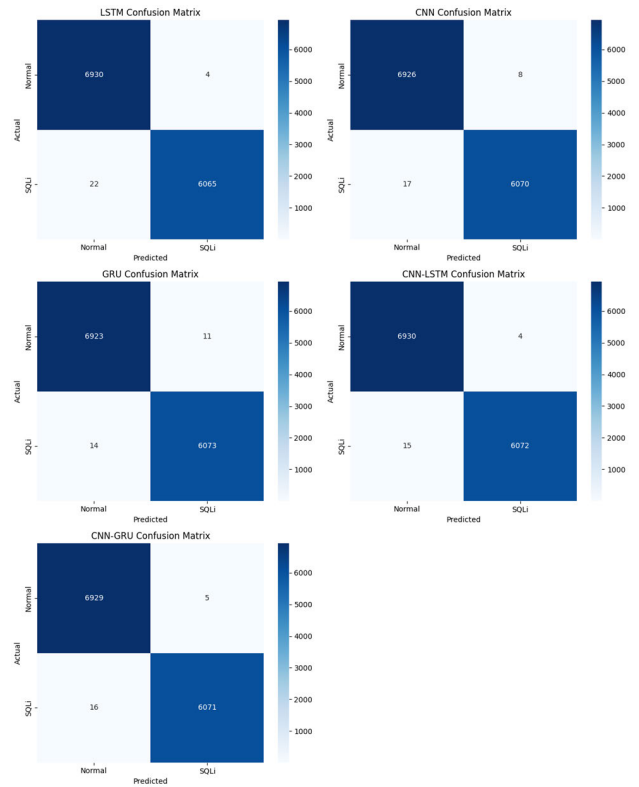 LSTM Confusion Matrix
Normal
6930
4
6000
5000
4000
Actual
3000
SQLi
22
6065
2000
1000
Normal
SQLi
Predicted
CNN Confusion Matrix
Normal
6926
8
6000
5000
4000
Actual
3000
SQLi
17
6070
2000
1000
Normal
SQLi
Predicted
GRU Confusion Matrix
Normal
6923
11
6000
5000
4000
Actual
3000
SQLi
14
6073
2000
1000
Normal
SQLi
Predicted
CNN-LSTM Confusion Matrix
Normal
6930
4
6000
5000
4000
Actual
3000
SQLi
15
6072
2000
1000
Normal
SQLi
Predicted
CNN-GRU Confusion Matrix
Normal
6929
5
6000
5000
4000
Actual
3000
SQLi
16
6071
2000
1000
Normal
SQLi
Predicted